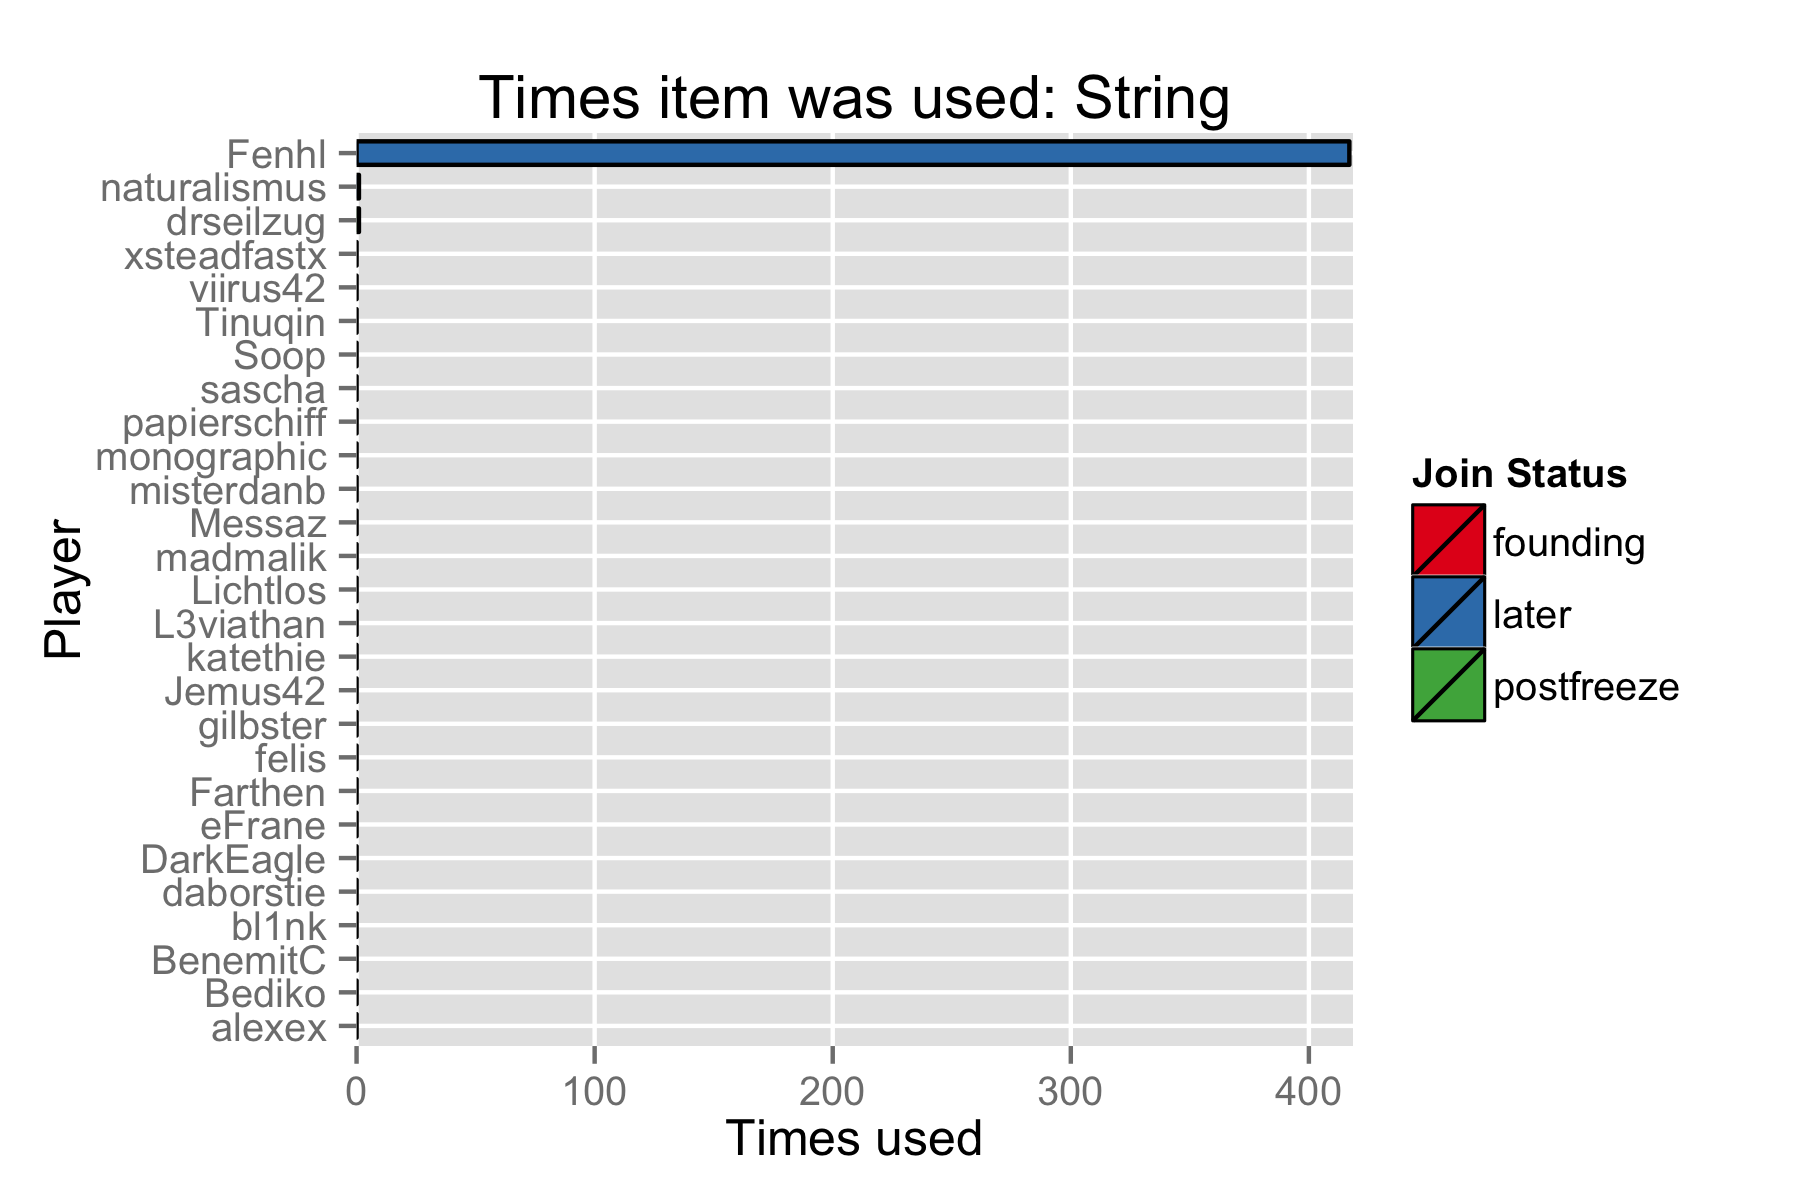 Times item was used: String
Player
Fenhl
naturalismus
drseilzug
xsteadfastx
viirus42
Tinuqin
Soop
sascha
papierschiff
monographic
misterdanb
Messaz
madmalik
Lichtlos
L3viathan
katethie
Jemus42
gilbster
felis
Farthen
eFrane
DarkEagle
daborstie
bl1nk
BenemitC
Bediko
alexex
0 100 200 300 400
Times used
Join Status
founding
later
postfreeze